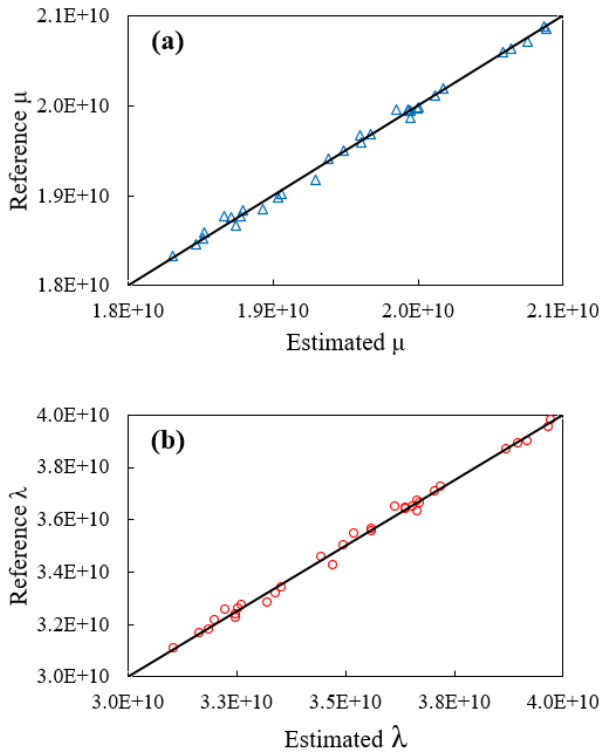 (a)
Reference μ
2.1E+10
2.0E+10
1.9E+10
1.8E+10
1.8E+10 1.9E+10 2.0E+10 2.1E+10
Estimated μ
(b)
Reference λ
4.0E+10
3.8E+10
3.6E+10
3.4E+10
3.2E+10
3.0E+10
3.0E+10 3.3E+10 3.5E+10 3.8E+10 4.0E+10
Estimated λ